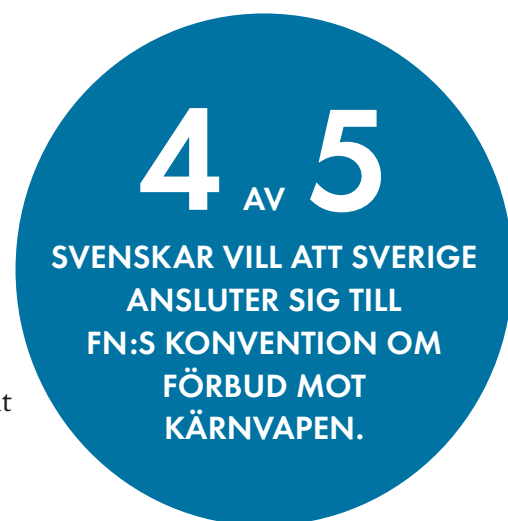 4 AV 5
SVENSKAR VILL ATT SVERIGE
ANSLUTER SIG TILL
FN:S KONVENTION OM
FÖRBUD MOT
KÄRNVAPEN.